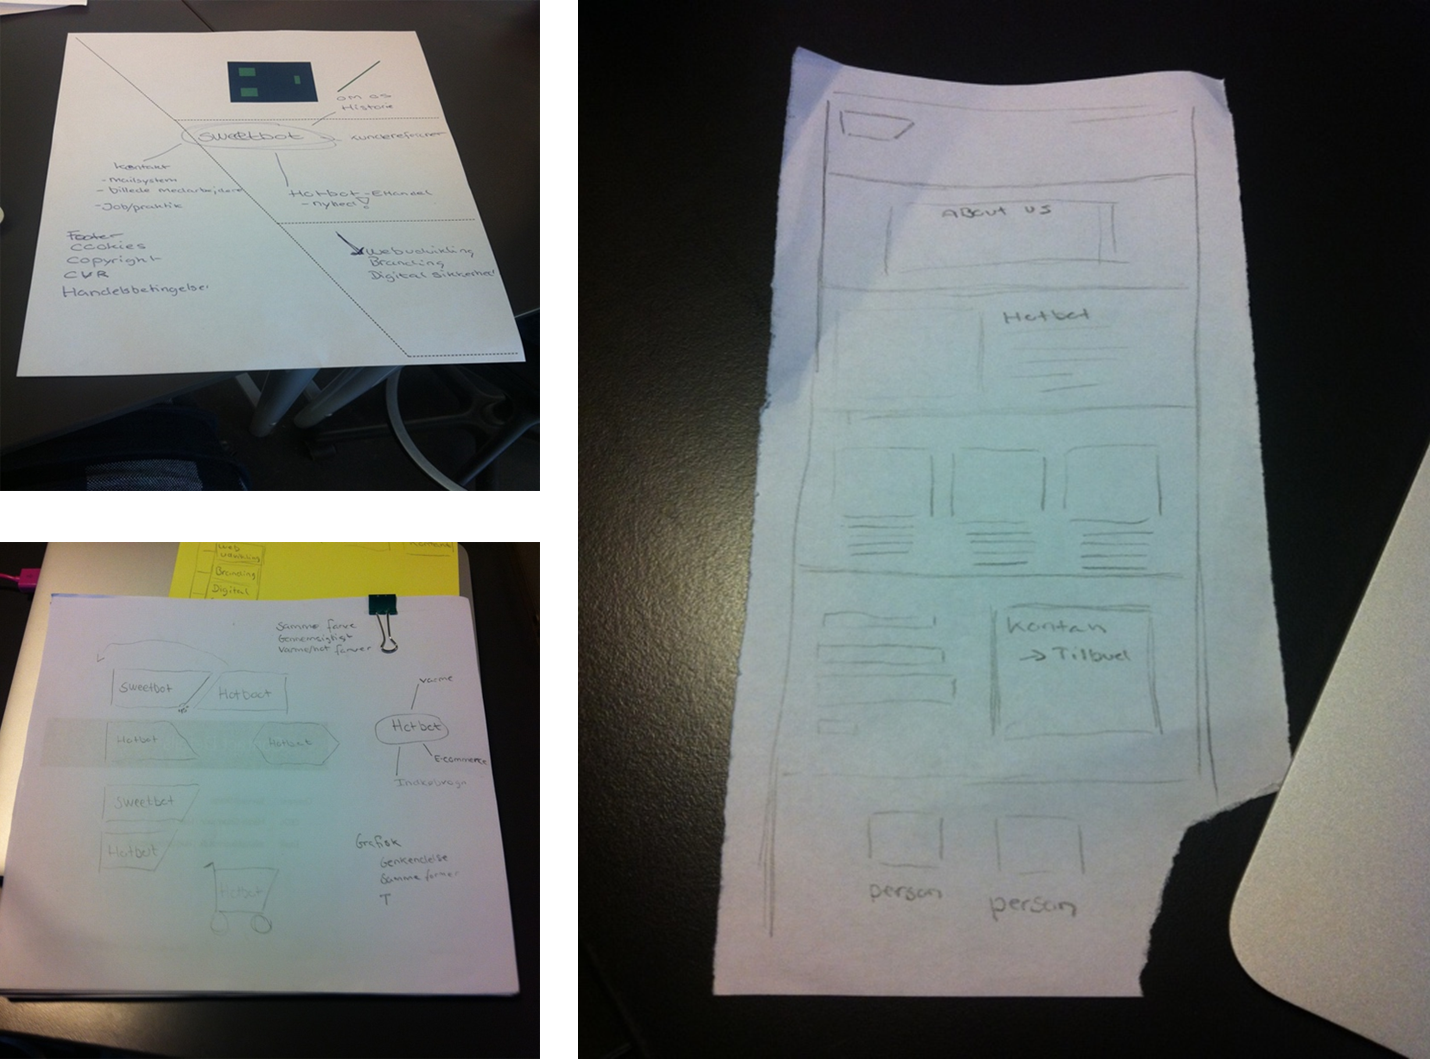 om os
Historie
Sweetbot
kundereferencer
Kontakt
- Mailsystem
- billede medarbejdere
- Job/praktik
Hotbot - EHandel
- nyhed!
Footer
Cookies
Copyright
CVR
Handelsbetingelser
Webudvikling
Branding
Digital sikkerhed
Web
Udvikling
Branding
Digital
Samme farve
Gennemsigtigt
Varme/hot farver
Sweetbot
Hotbot
varme
Hotbot
Hotbot
Hotbot
E-commerce
Sweetbot
Hotbot
Grafisk
Genkendelse
Samme former
T
Hotbot
About us
Hotbot
Kontakt
→ Tilbud
person
person